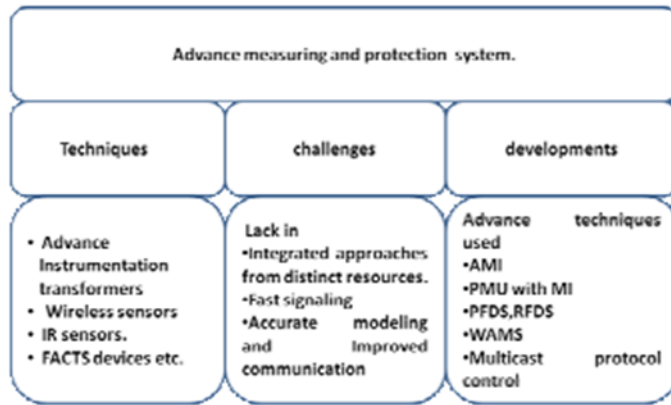 Advance measuring and protection system.
Techniques
challenges
developments
• Advance
Instrumentation
transformers
• Wireless sensors
• IR sensors.
• FACTS devices etc.
Lack in
•Integrated approaches
from distinct resources.
•Fast signaling
•Accurate modeling
and Improved
communication
Advance techniques
used
•AMI
•PMU with MI
•PFDS,RFDS
•WAMS
•Multicast protocol
control